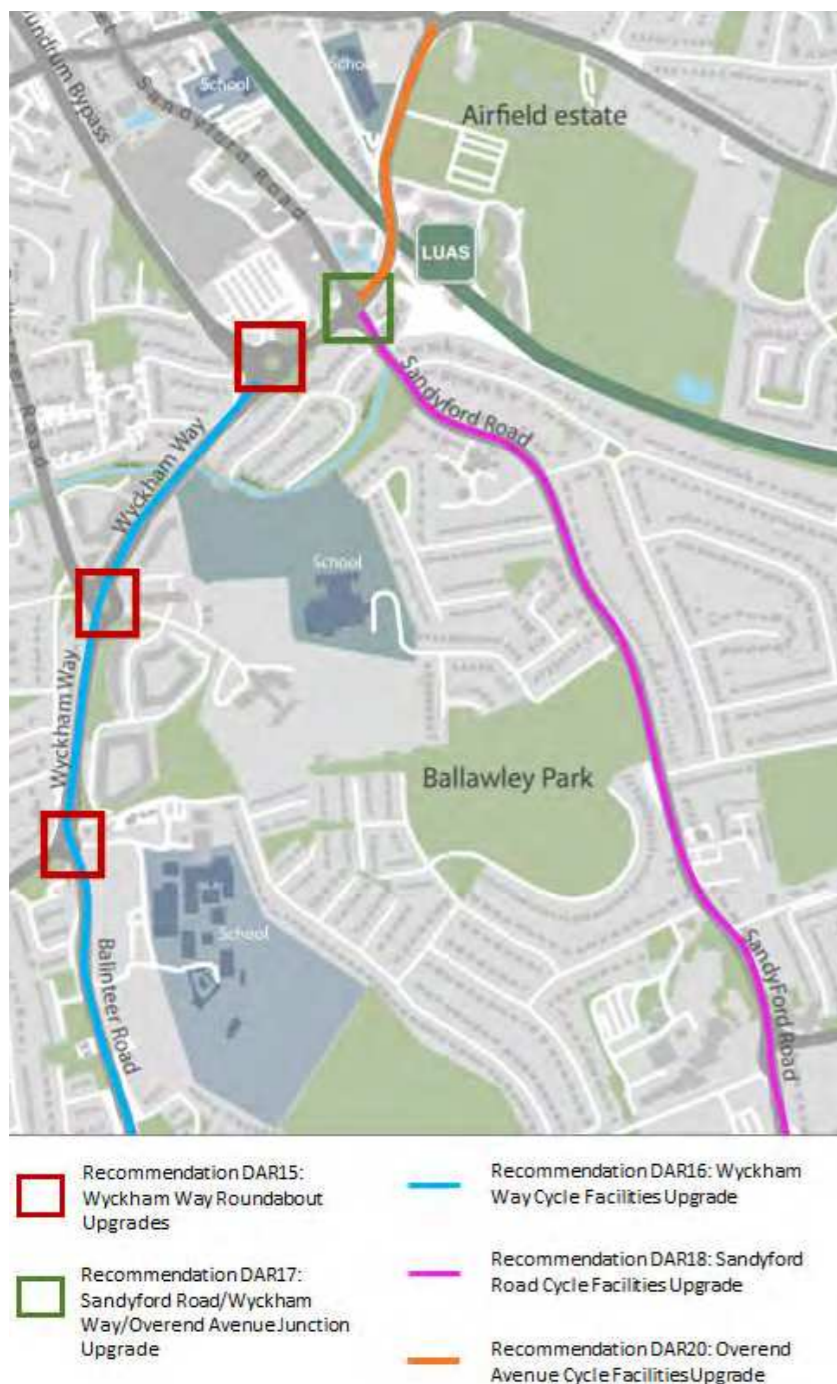 School
School
Sandyford Road
Airfield estate
LUAS
Sandyford Road
Wyckham Way
School
Wyckham Way
Ballawley Park
School
Balinteer Road
SandyFord Road
Recommendation DAR15:
Wyckham Way Roundabout
Upgrades
Recommendation DAR17:
Sandyford Road/Wyckham
Way/Overend Avenue Junction
Upgrade
Recommendation DAR16: Wyckham
Way Cycle Facilities Upgrade
Recommendation DAR18: Sandyford
Road Cycle Facilities Upgrade
Recommendation DAR20: Overend
Avenue Cycle Facilities Upgrade